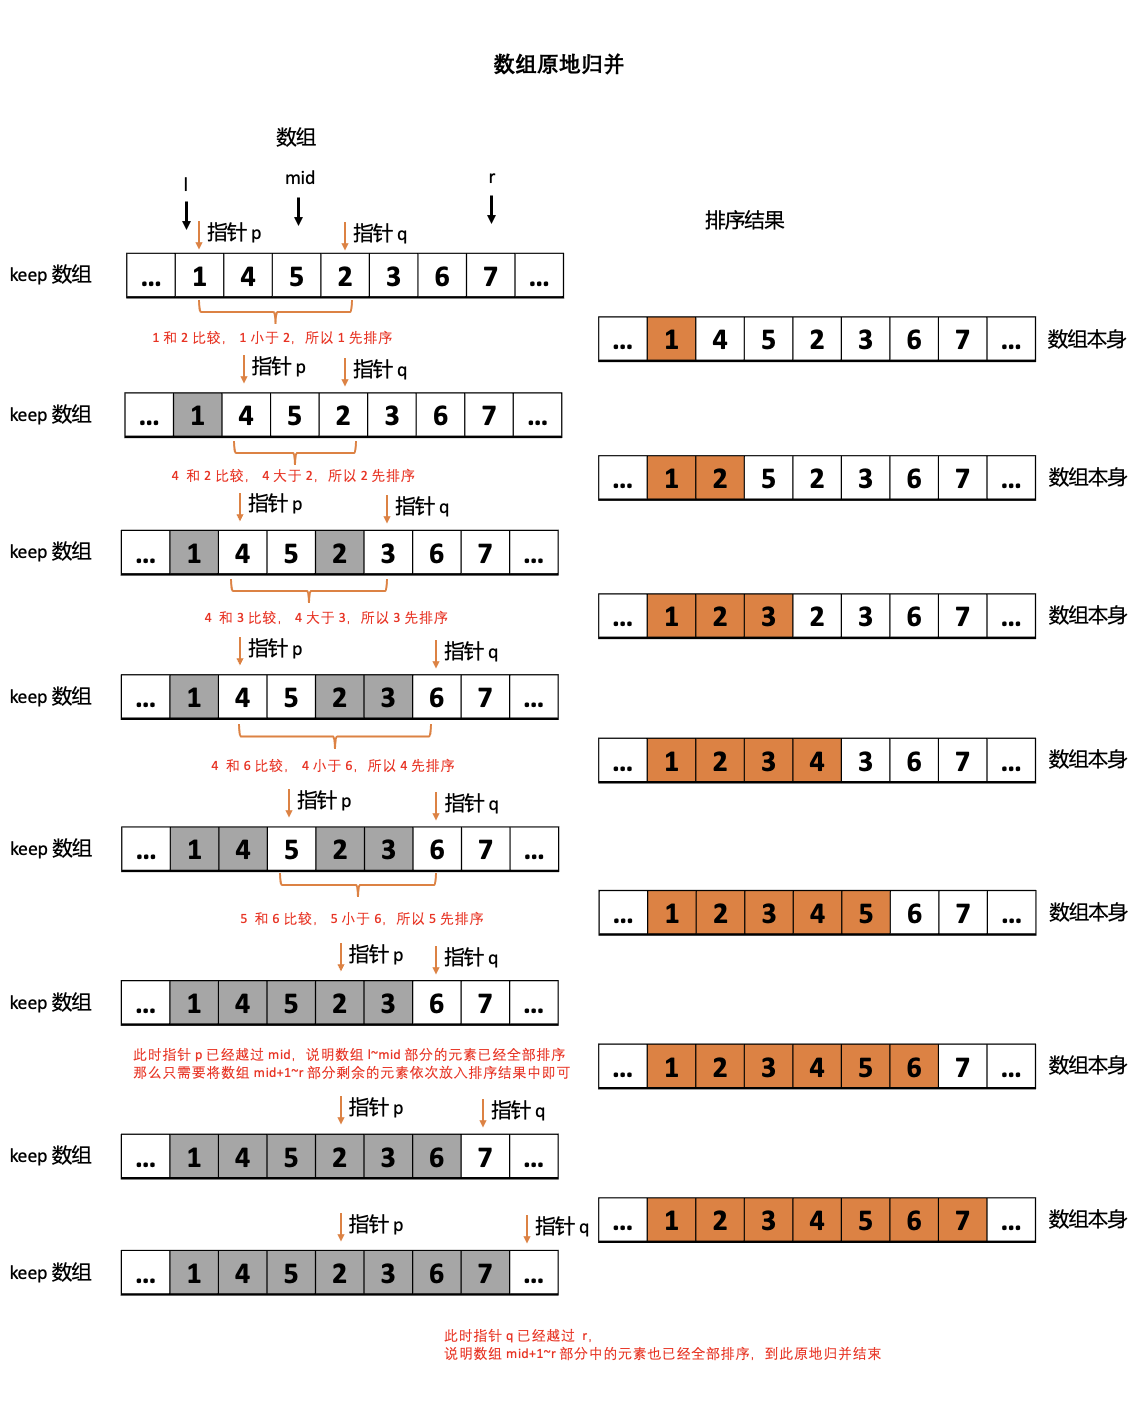 数组原地归并
数组
l
mid
r
指针 p
指针 q
排序结果
keep 数组
... 1 4 5 2 3 6 7 ...
1 和 2 比较， 1 小于 2，所以 1 先排序
... 1 4 5 2 3 6 7 ...
数组本身
指针 p
指针 q
keep 数组
... 1 4 5 2 3 6 7 ...
4 和 2 比较， 4 大于 2，所以 2 先排序
... 1 2 5 2 3 6 7 ...
数组本身
指针 p
指针 q
keep 数组
... 1 4 5 2 3 6 7 ...
4 和 3 比较， 4 大于 3，所以 3 先排序
... 1 2 3 2 3 6 7 ...
数组本身
指针 p
指针 q
keep 数组
... 1 4 5 2 3 6 7 ...
4 和 6 比较， 4 小于 6，所以 4 先排序
... 1 2 3 4 3 6 7 ...
数组本身
指针 p
指针 q
keep 数组
... 1 4 5 2 3 6 7 ...
5 和 6 比较， 5 小于 6，所以 5 先排序
... 1 2 3 4 5 6 7 ...
数组本身
指针 p
指针 q
keep 数组
... 1 4 5 2 3 6 7 ...
此时指针 p 已经越过 mid，说明数组 l~mid 部分的元素已经全部排序
那么只需要将数组 mid+1~r 部分剩余的元素依次放入排序结果中即可
... 1 2 3 4 5 6 7 ...
数组本身
指针 p
指针 q
keep 数组
... 1 4 5 2 3 6 7 ...
... 1 2 3 4 5 6 7 ...
数组本身
指针 p
指针 q
keep 数组
... 1 4 5 2 3 6 7 ...
此时指针 q 已经越过 r，
说明数组 mid+1~r 部分中的元素也已经全部排序，到此原地归并结束